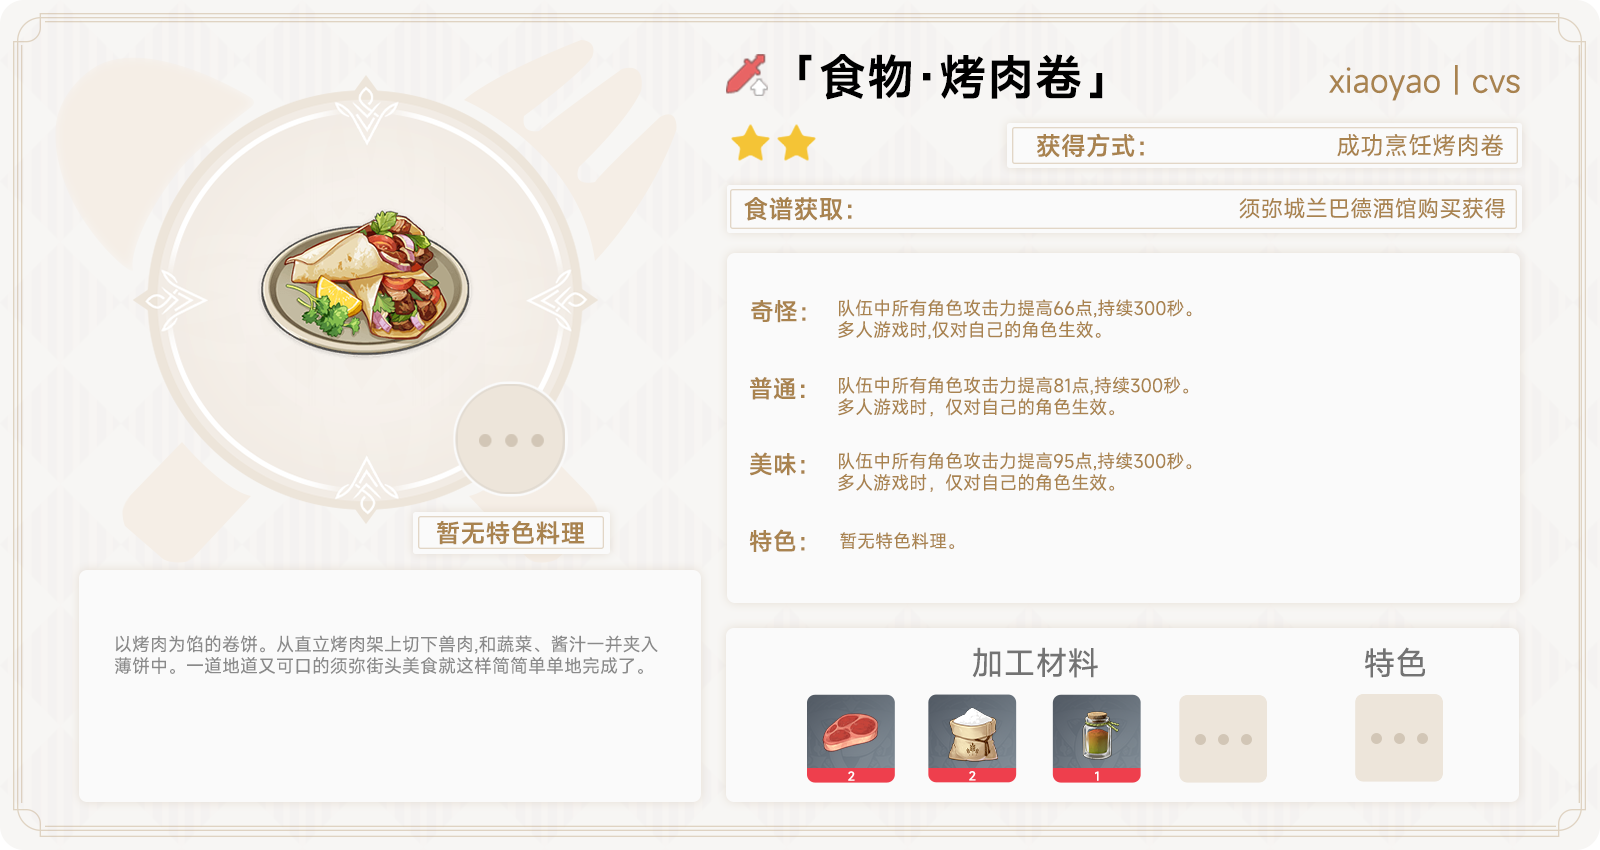 「食物·烤肉卷」
xiaoyao | cvs
获得方式：
成功烹饪烤肉卷
食谱获取：
须弥城兰巴德酒馆购买获得
奇怪：
队伍中所有角色攻击力提高66点,持续300秒。
多人游戏时,仅对自己的角色生效。
普通：
队伍中所有角色攻击力提高81点,持续300秒。
多人游戏时，仅对自己的角色生效。
美味：
队伍中所有角色攻击力提高95点,持续300秒。
多人游戏时，仅对自己的角色生效。
特色：
暂无特色料理。
暂无特色料理
以烤肉为馅的卷饼。从直立烤肉架上切下兽肉,和蔬菜、酱汁一并夹入
薄饼中。一道地道又可口的须弥街头美食就这样简简单单地完成了。
加工材料
特色
2
2
1